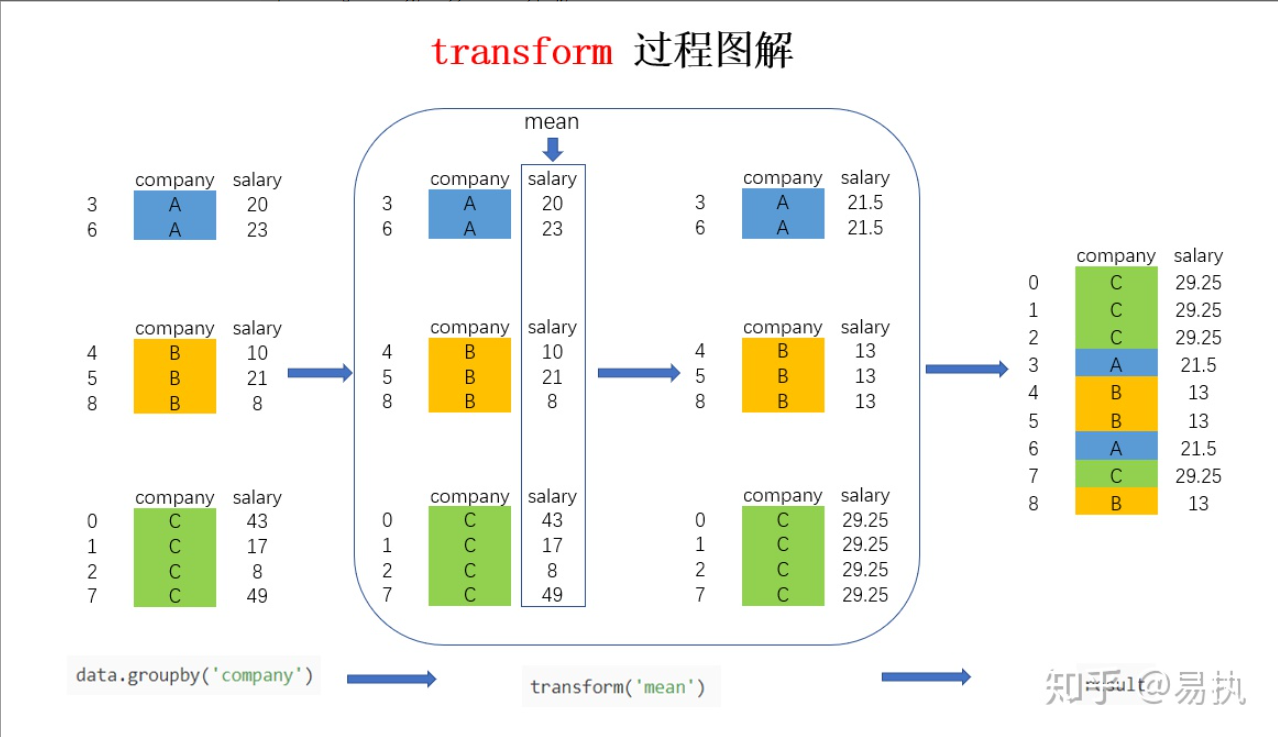 transform 过程图解
mean
company salary
3 A 20
6 A 23
company salary
4 B 10
5 B 21
8 B 8
company salary
0 C 43
1 C 17
2 C 8
7 C 49
company salary
3 A 20
6 A 23
company salary
4 B 10
5 B 21
8 B 8
company salary
0 C 43
1 C 17
2 C 8
7 C 49
company salary
3 A 21.5
6 A 21.5
company salary
4 B 13
5 B 13
8 B 13
company salary
0 C 29.25
1 C 29.25
2 C 29.25
7 C 29.25
company salary
0 C 29.25
1 C 29.25
2 C 29.25
3 A 21.5
4 B 13
5 B 13
6 A 21.5
7 C 29.25
8 B 13
data.groupby('company')
transform('mean')
result
知乎 @易执